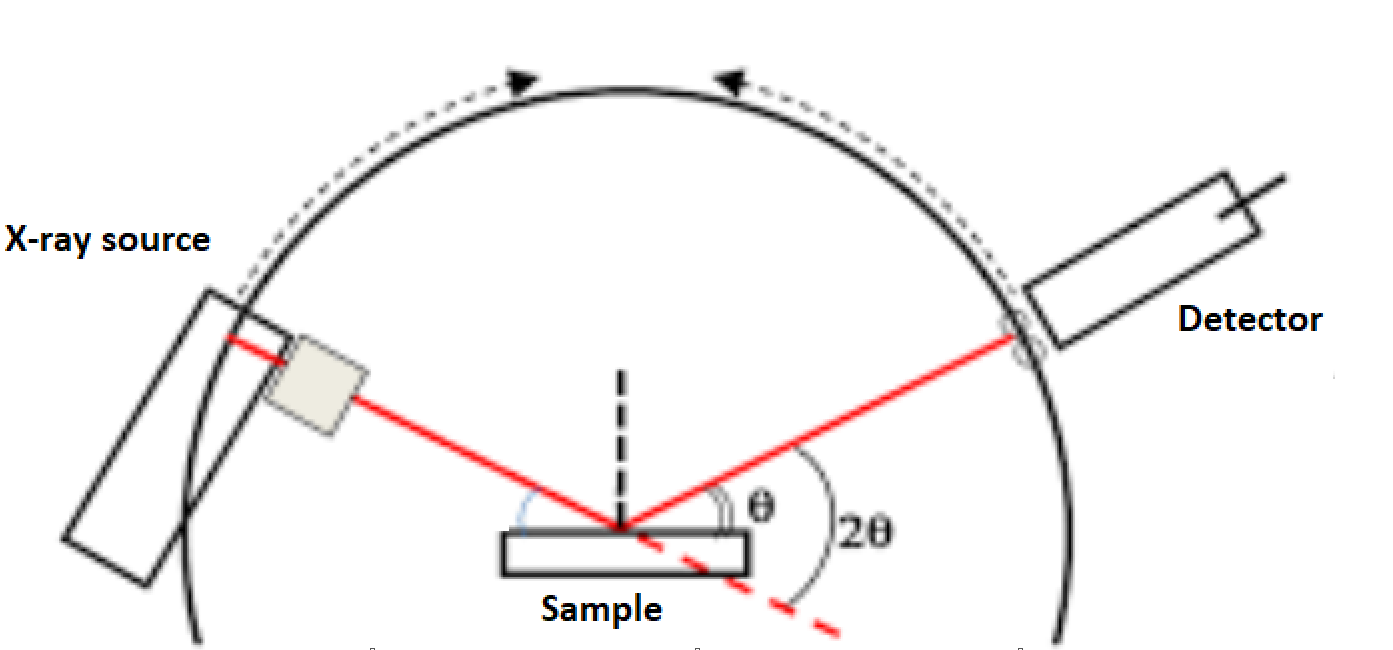 X-ray source
Detector
θ
2θ
Sample